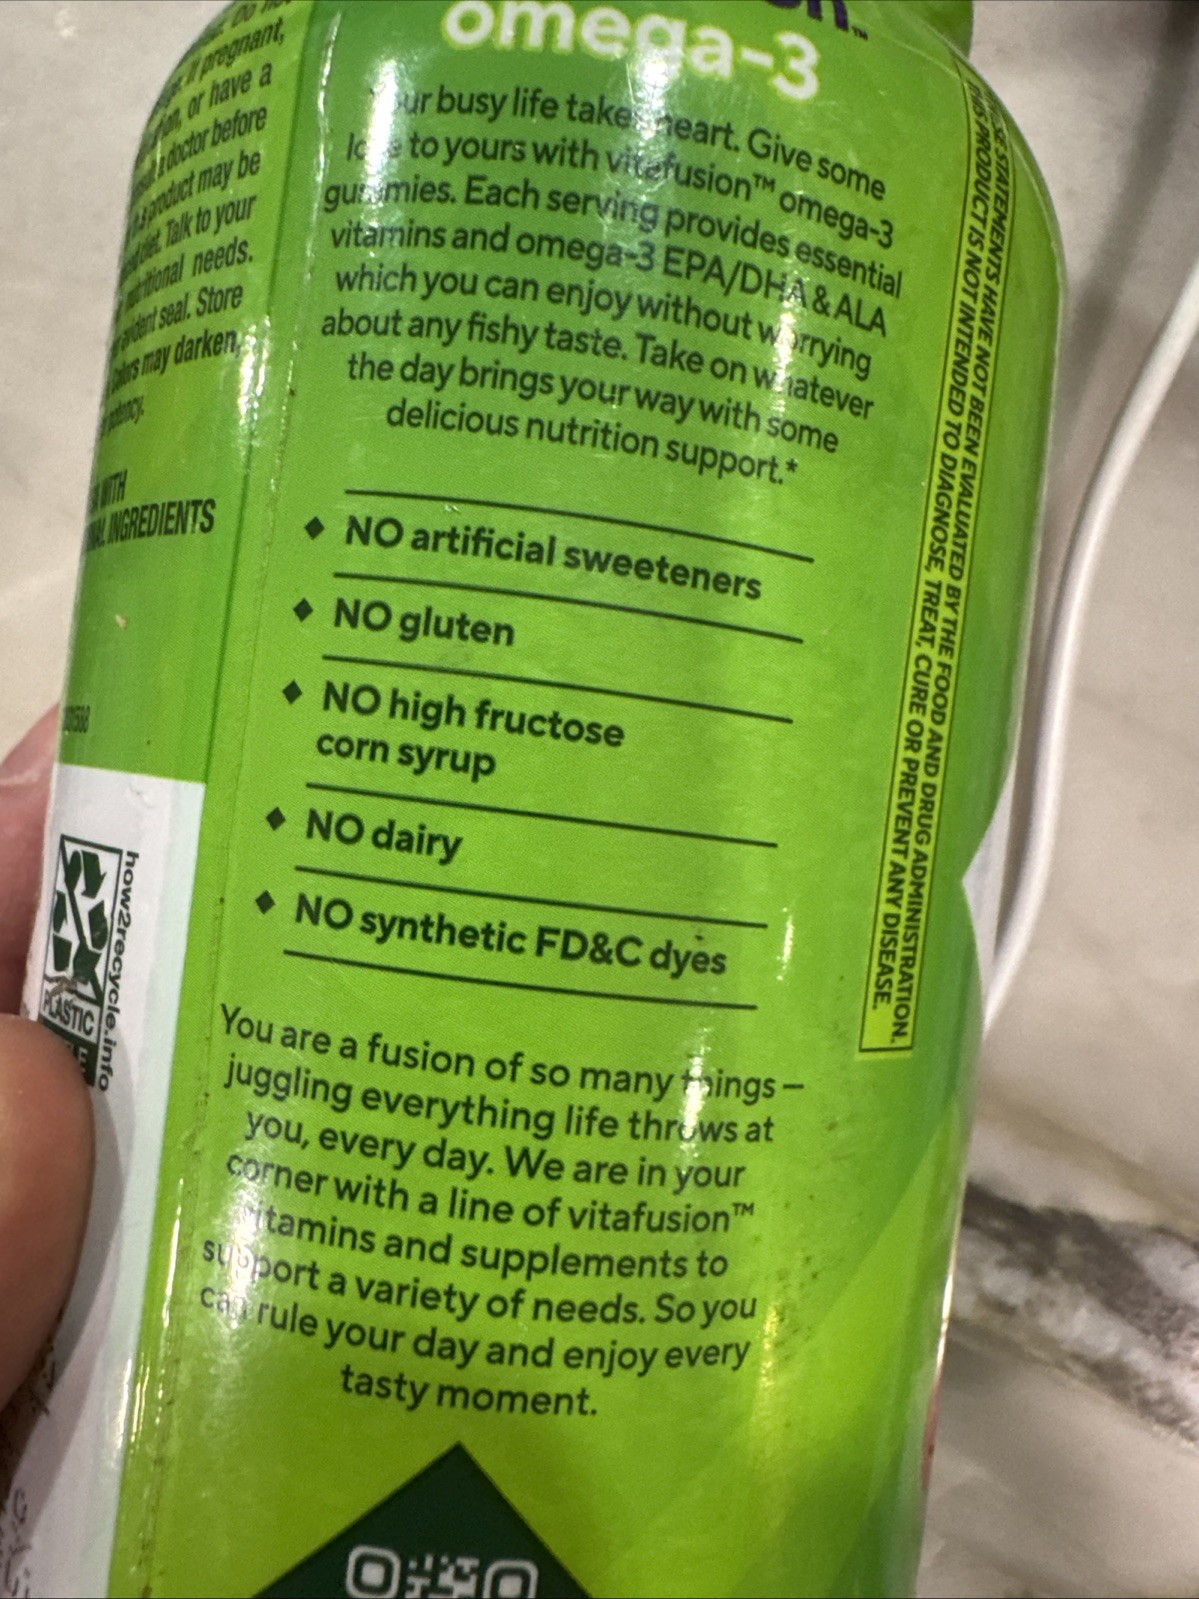 omega-3
Your busy life takes heart. Give some
love to yours with vitafusion™ omega-3
gummies. Each serving provides essential
vitamins and omega-3 EPA/DHA & ALA
which you can enjoy without worrying
about any fishy taste. Take on whatever
the day brings your way with some
delicious nutrition support.*
◆ NO artificial sweeteners
◆ NO gluten
◆ NO high fructose
corn syrup
◆ NO dairy
◆ NO synthetic FD&C dyes
You are a fusion of so many things –
juggling everything life throws at
you, every day. We are in your
corner with a line of vitafusion™
vitamins and supplements to
support a variety of needs. So you
can rule your day and enjoy every
tasty moment.
pregnant,
or have a
doctor before
product may be
diet. Talk to your
nutritional needs.
seal. Store
may darken,
potency.
WITH
INGREDIENTS
how2recycle.info
PLASTIC
STATEMENTS HAVE NOT BEEN EVALUATED BY THE FOOD AND DRUG ADMINISTRATION.
THIS PRODUCT IS NOT INTENDED TO DIAGNOSE, TREAT, CURE OR PREVENT ANY DISEASE.